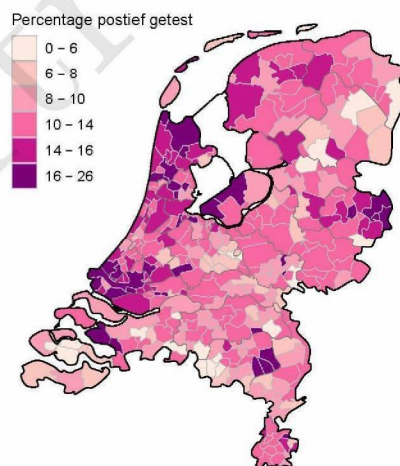 Percentage postief getest
0 – 6
6 – 8
8 – 10
10 – 14
14 – 16
16 – 26